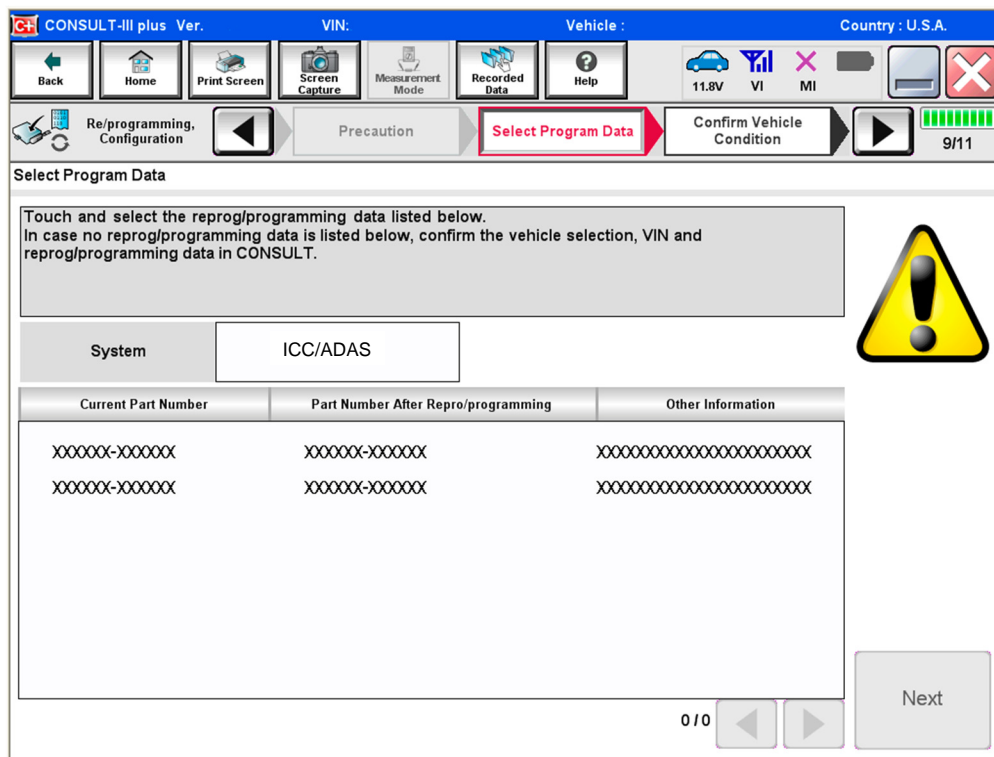 C+ CONSULT-III plus Ver. VIN: Vehicle : Country : U.S.A.
Back Home Print Screen Screen Capture Measurement Mode Recorded Data Help 11.8V VI MI
Re/programming, Configuration Precaution Select Program Data Confirm Vehicle Condition 9/11
Select Program Data
Touch and select the reprog/programming data listed below.
In case no reprog/programming data is listed below, confirm the vehicle selection, VIN and
reprog/programming data in CONSULT.
System ICC/ADAS
Current Part Number Part Number After Repro/programming Other Information
XXXXXX-XXXXXX XXXXXX-XXXXXX XXXXXXXXXXXXXXXXXXXXXX
XXXXXX-XXXXXX XXXXXX-XXXXXX XXXXXXXXXXXXXXXXXXXXXX
Next
0/0